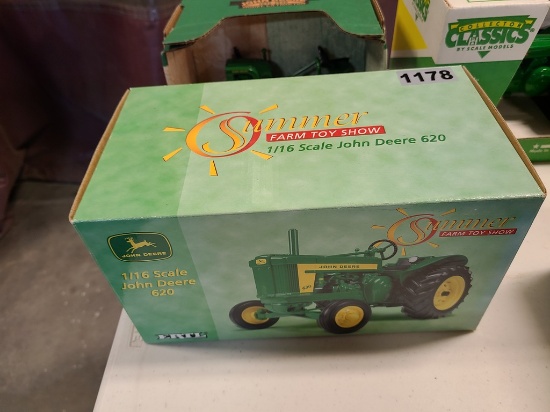 COLLECTOR
CLASSICS
BY SCALE MODELS
1178
Summer
FARM TOY SHOW
1/16 Scale John Deere 620
Summer
FARM TOY SHOW
JOHN DEERE
1/16 Scale
John Deere
620
JOHN DEERE
ERTL